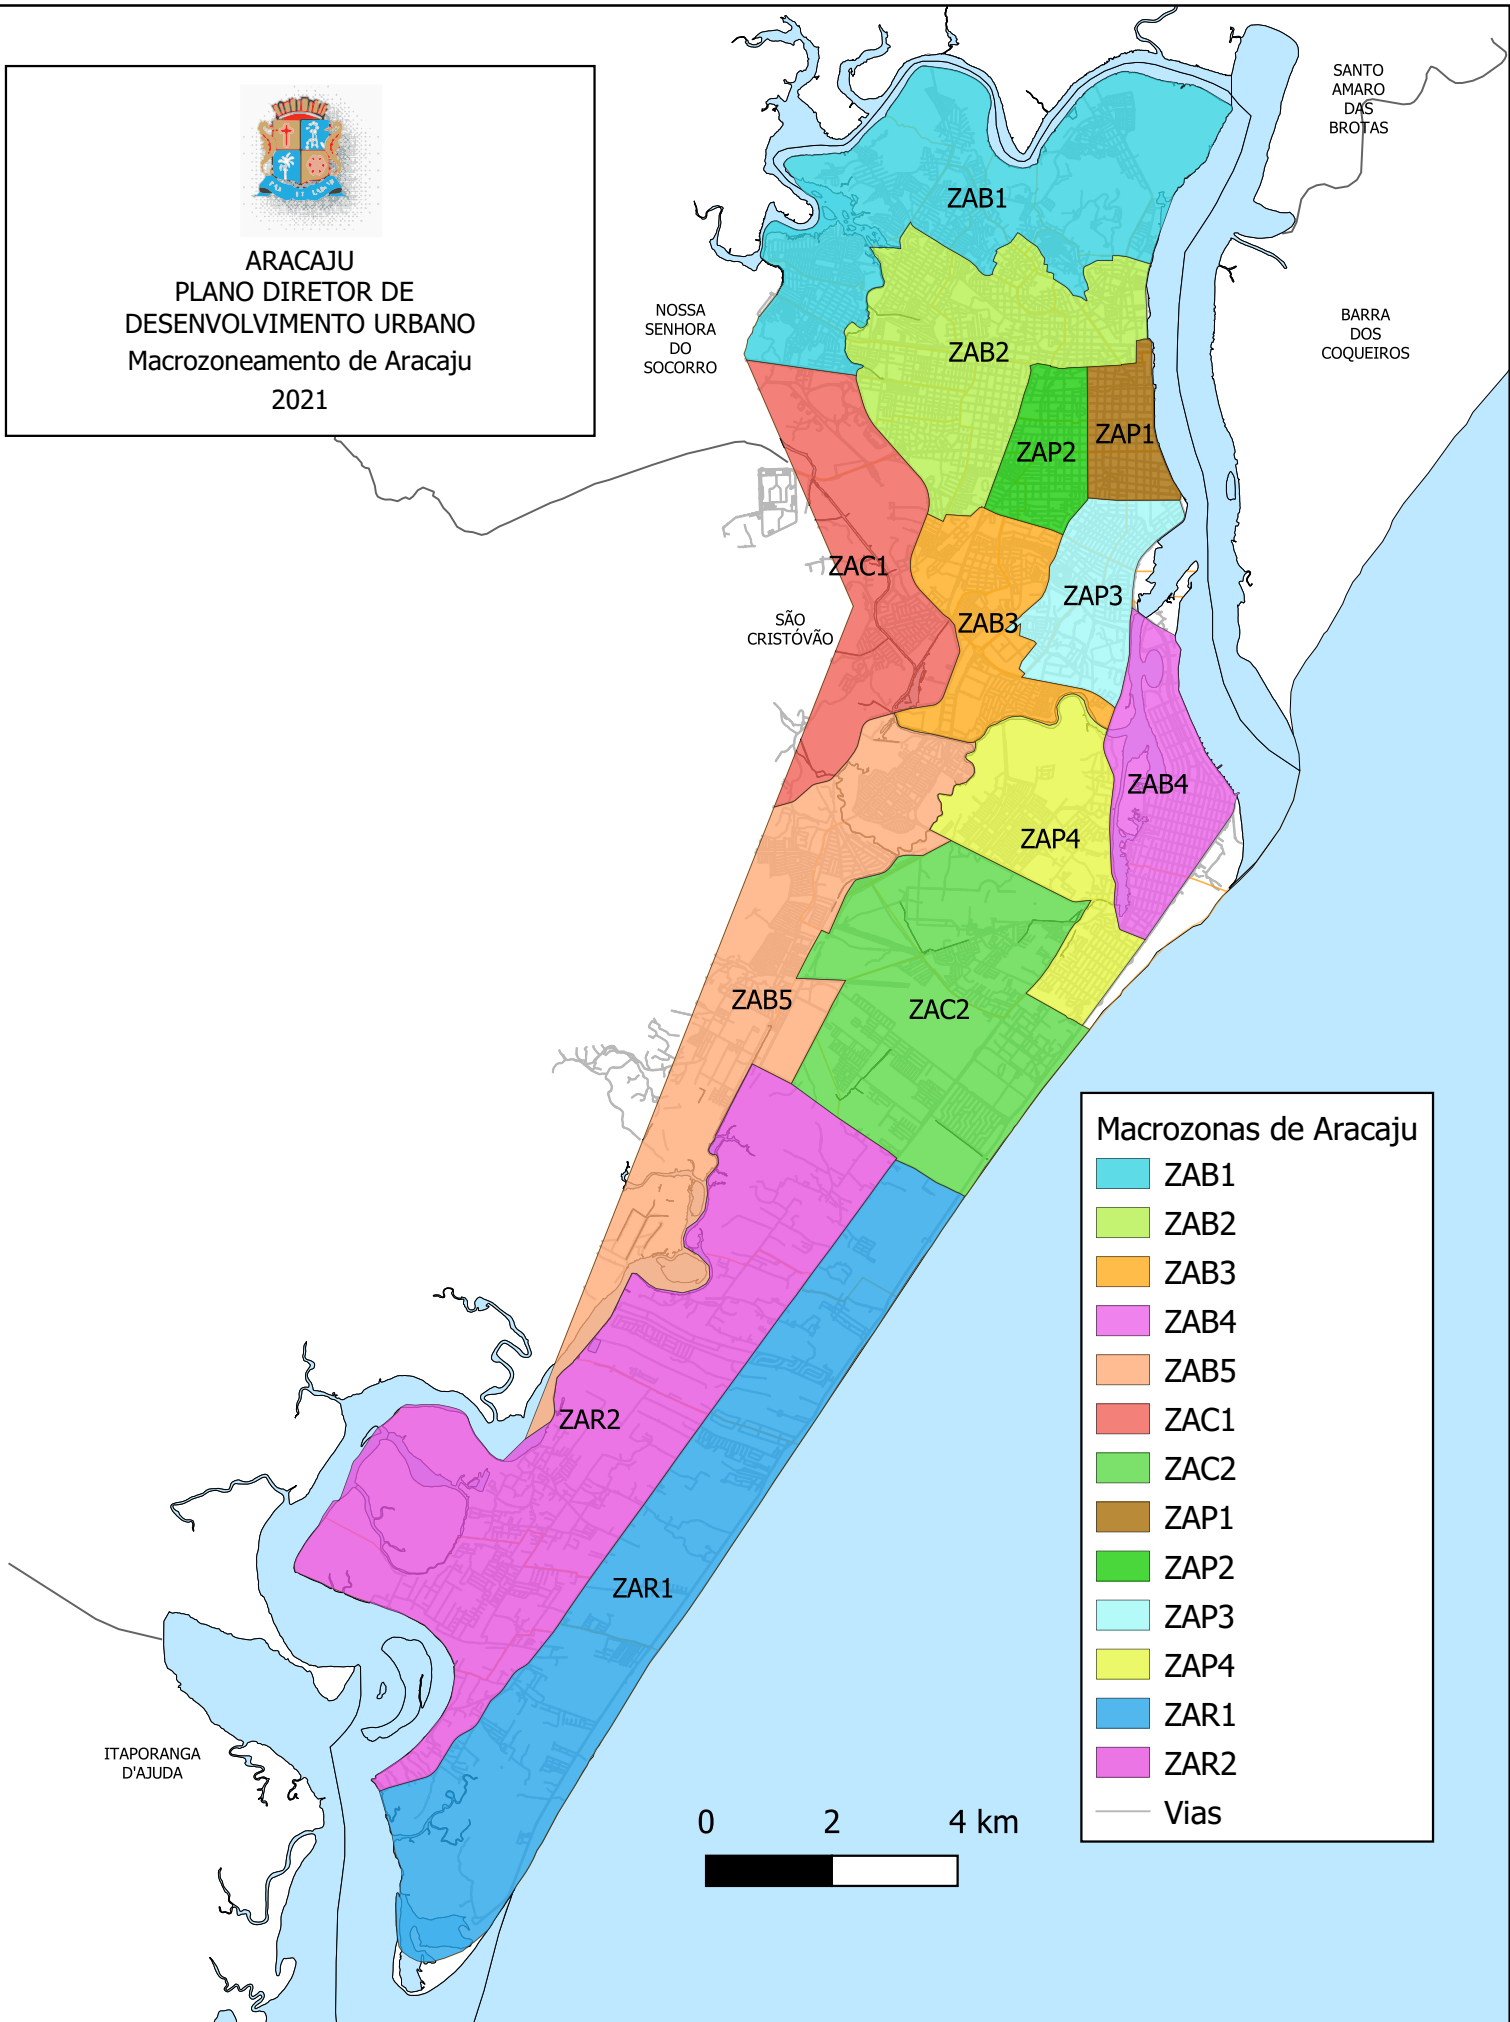 ARACAJU
PLANO DIRETOR DE
DESENVOLVIMENTO URBANO
Macrozoneamento de Aracaju
2021
SANTO
AMARO
DAS
BROTAS
NOSSA
SENHORA
DO
SOCORRO
BARRA
DOS
COQUEIROS
SÃO
CRISTÓVÃO
ITAPORANGA
D'AJUDA
ZAB1
ZAB2
ZAP2
ZAP1
ZAC1
ZAB3
ZAP3
ZAB4
ZAP4
ZAB5
ZAC2
ZAR2
ZAR1
Macrozonas de Aracaju
ZAB1
ZAB2
ZAB3
ZAB4
ZAB5
ZAC1
ZAC2
ZAP1
ZAP2
ZAP3
ZAP4
ZAR1
ZAR2
Vias
0 2 4 km